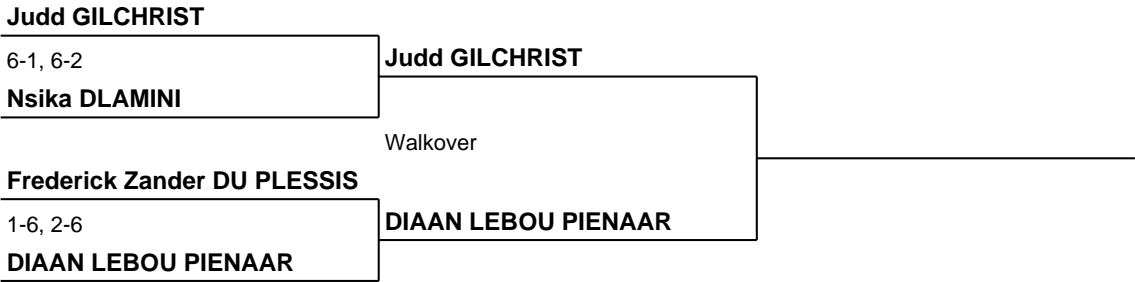 Judd GILCHRIST
6-1, 6-2
Judd GILCHRIST
Nsika DLAMINI
Walkover
Frederick Zander DU PLESSIS
1-6, 2-6
DIAAN LEBOU PIENAAR
DIAAN LEBOU PIENAAR